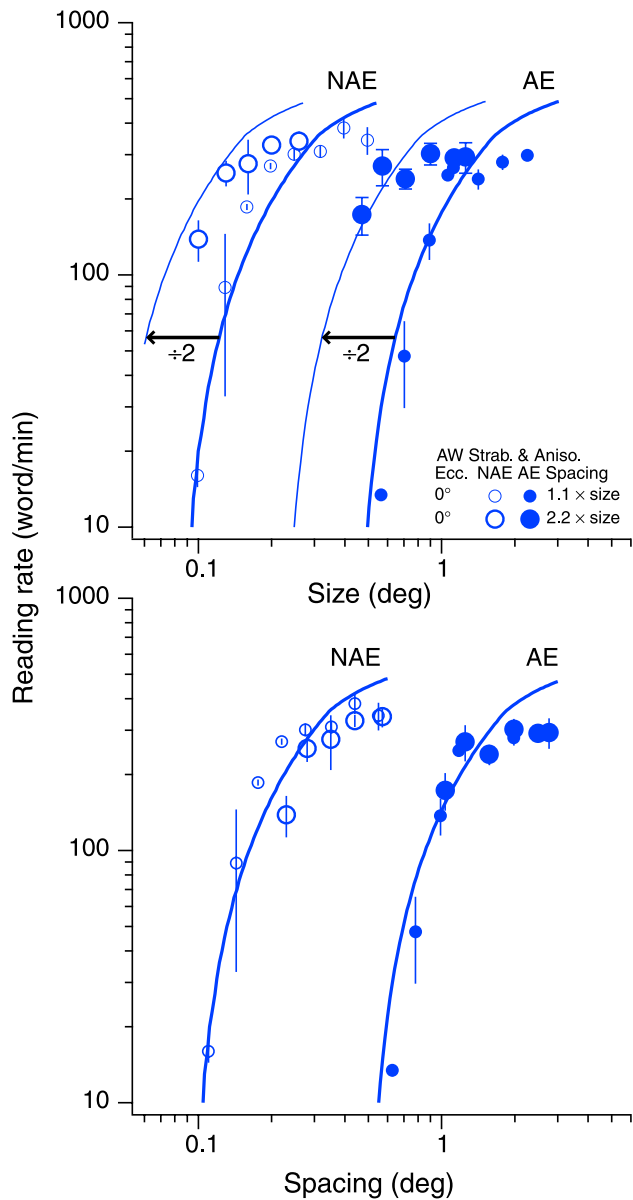 1000
NAE
AE
100
÷2
÷2
AW Strab. & Aniso.
Ecc. NAE AE Spacing
0° 1.1 × size
0° 2.2 × size
10
0.1
1
Size (deg)
Reading rate (word/min)
1000
NAE
AE
100
10
0.1
1
Spacing (deg)